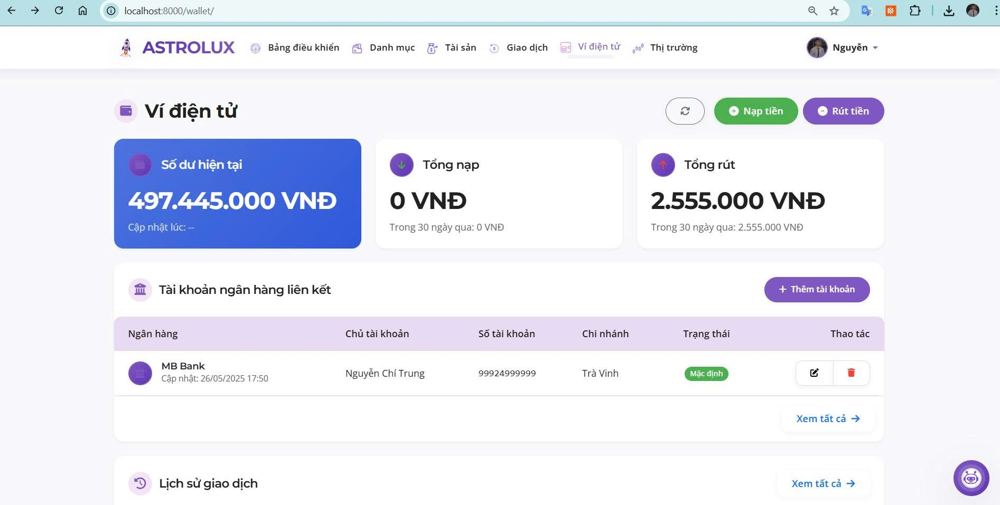 localhost:8000/wallet/
ASTROLUX
Bảng điều khiển
Danh mục
Tài sản
Giao dịch
Ví điện tử
Thị trường
Nguyễn
Ví điện tử
Nạp tiền
Rút tiền
Số dư hiện tại
497.445.000 VNĐ
Cập nhật lúc: --
Tổng nạp
0 VNĐ
Trong 30 ngày qua: 0 VNĐ
Tổng rút
2.555.000 VNĐ
Trong 30 ngày qua: 2.555.000 VNĐ
Tài khoản ngân hàng liên kết
+ Thêm tài khoản
Ngân hàng Chủ tài khoản Số tài khoản Chi nhánh Trạng thái Thao tác
MB Bank
Cập nhật: 26/05/2025 17:50
Nguyễn Chí Trung
99924999999
Trà Vinh
Mặc định
Xem tất cả →
Lịch sử giao dịch
Xem tất cả →